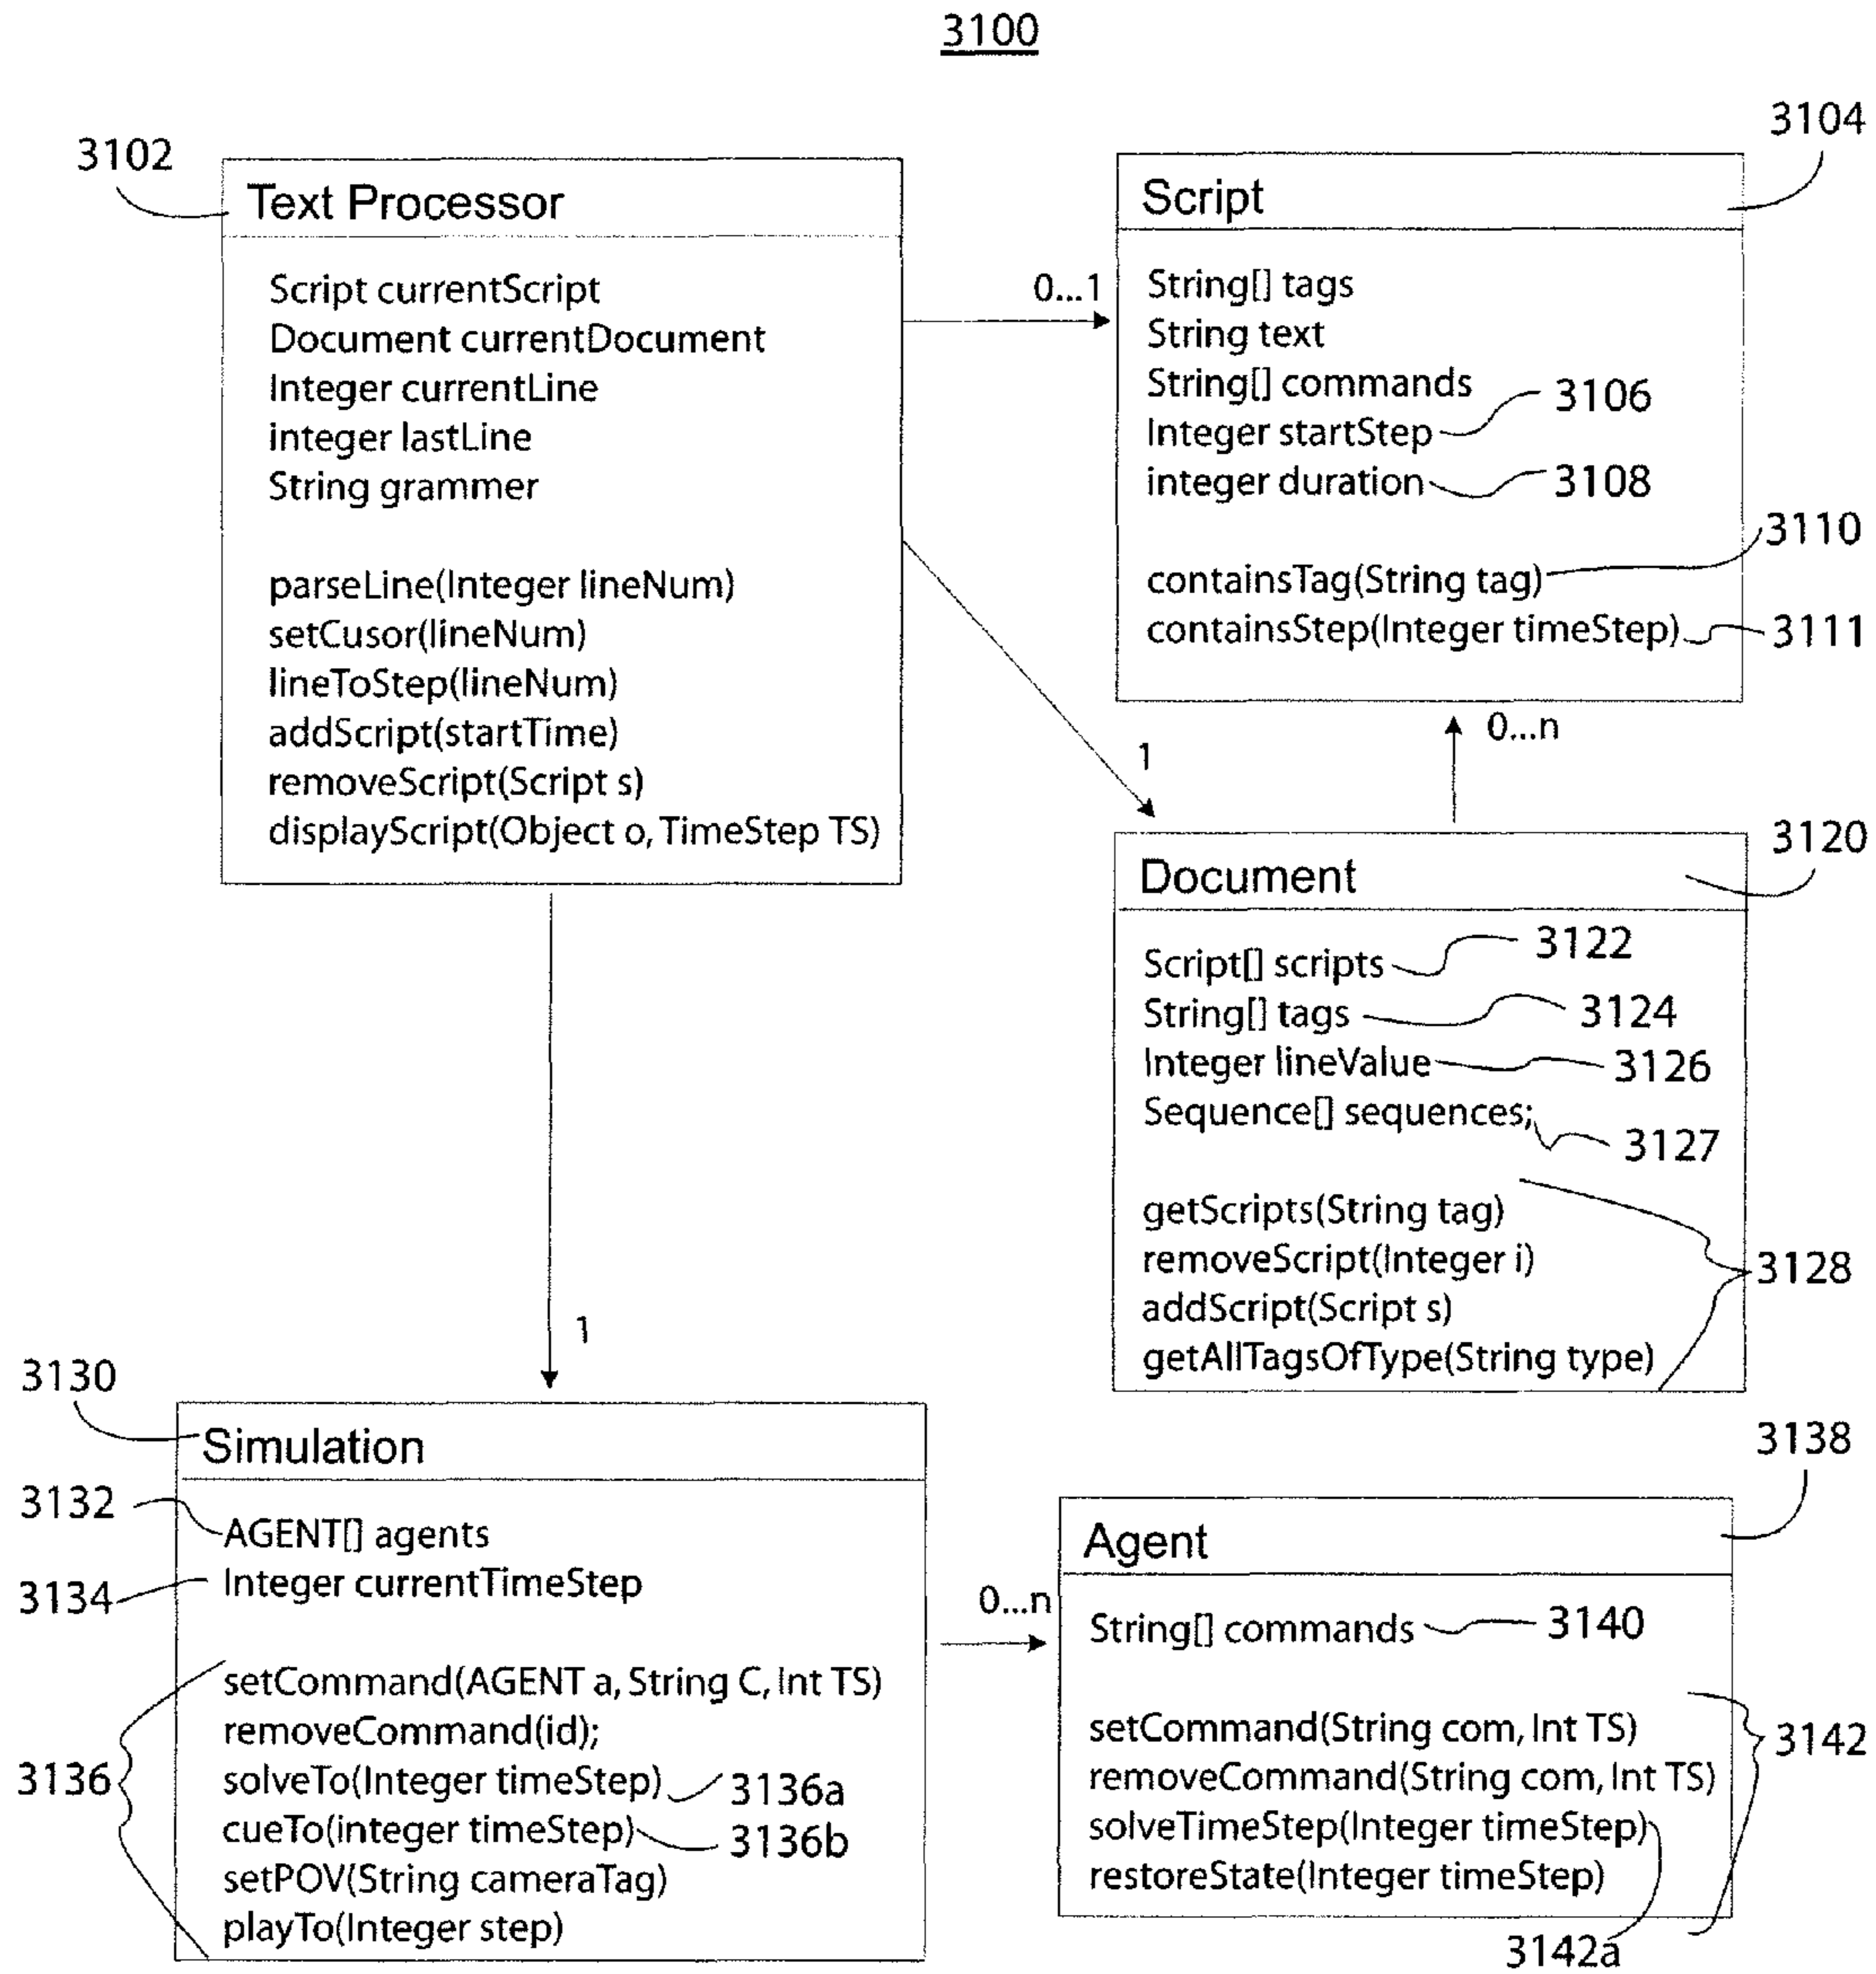 3100
3102
Text Processor
Script currentScript
Document currentDocument
Integer currentLine
integer lastLine
String grammer
parseLine(Integer lineNum)
setCusor(lineNum)
lineToStep(lineNum)
addScript(startTime)
removeScript(Script s)
displayScript(Object o, TimeStep TS)
0...1
3104
Script
String[] tags
String text
String[] commands
3106
Integer startStep
integer duration
3108
3110
containsTag(String tag)
containsStep(Integer timeStep)
3111
0...n
1
3120
Document
3122
Script[] scripts
String[] tags
3124
Integer lineValue
3126
Sequence[] sequences;
3127
getScripts(String tag)
removeScript(Integer i)
3128
addScript(Script s)
getAllTagsOfType(String type)
1
3130
Simulation
3132
AGENT[] agents
3134
Integer currentTimeStep
setCommand(AGENT a, String C, Int TS)
removeCommand(id);
3136
solveTo(Integer timeStep)
3136a
cueTo(integer timeStep)
3136b
setPOV(String cameraTag)
playTo(Integer step)
0...n
3138
Agent
String[] commands
3140
setCommand(String com, Int TS)
3142
removeCommand(String com, Int TS)
solveTimeStep(Integer timeStep)
restoreState(Integer timeStep)
3142a